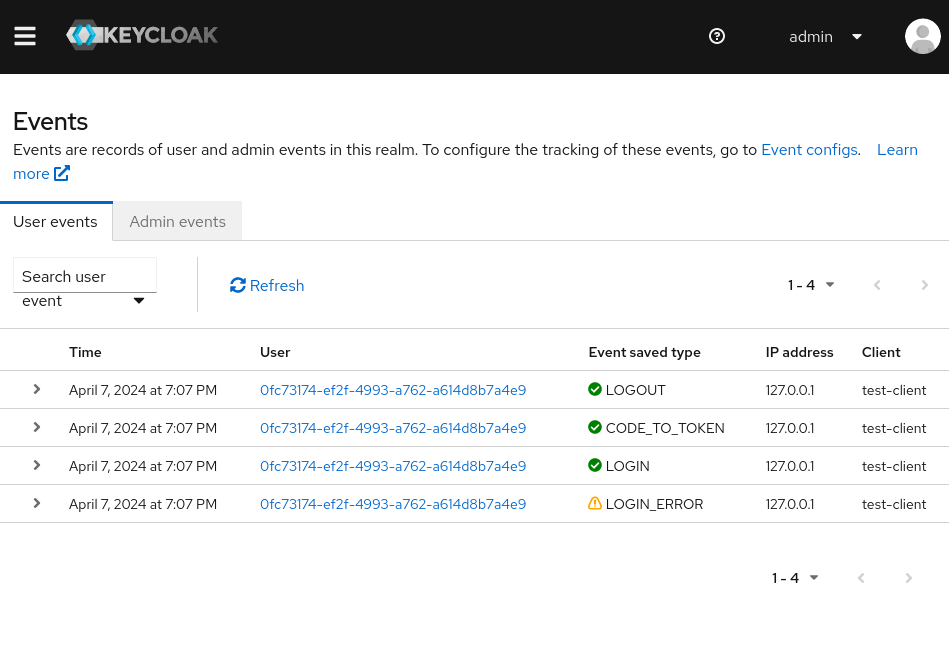 KEYCLOAK
admin
Events
Events are records of user and admin events in this realm. To configure the tracking of these events, go to Event configs. Learn
more
User events
Admin events
Search user
event
Refresh
1 - 4
Time User Event saved type IP address Client
April 7, 2024 at 7:07 PM 0fc73174-ef2f-4993-a762-a614d8b7a4e9 LOGOUT 127.0.0.1 test-client
April 7, 2024 at 7:07 PM 0fc73174-ef2f-4993-a762-a614d8b7a4e9 CODE_TO_TOKEN 127.0.0.1 test-client
April 7, 2024 at 7:07 PM 0fc73174-ef2f-4993-a762-a614d8b7a4e9 LOGIN 127.0.0.1 test-client
April 7, 2024 at 7:07 PM 0fc73174-ef2f-4993-a762-a614d8b7a4e9 LOGIN_ERROR 127.0.0.1 test-client
1 - 4